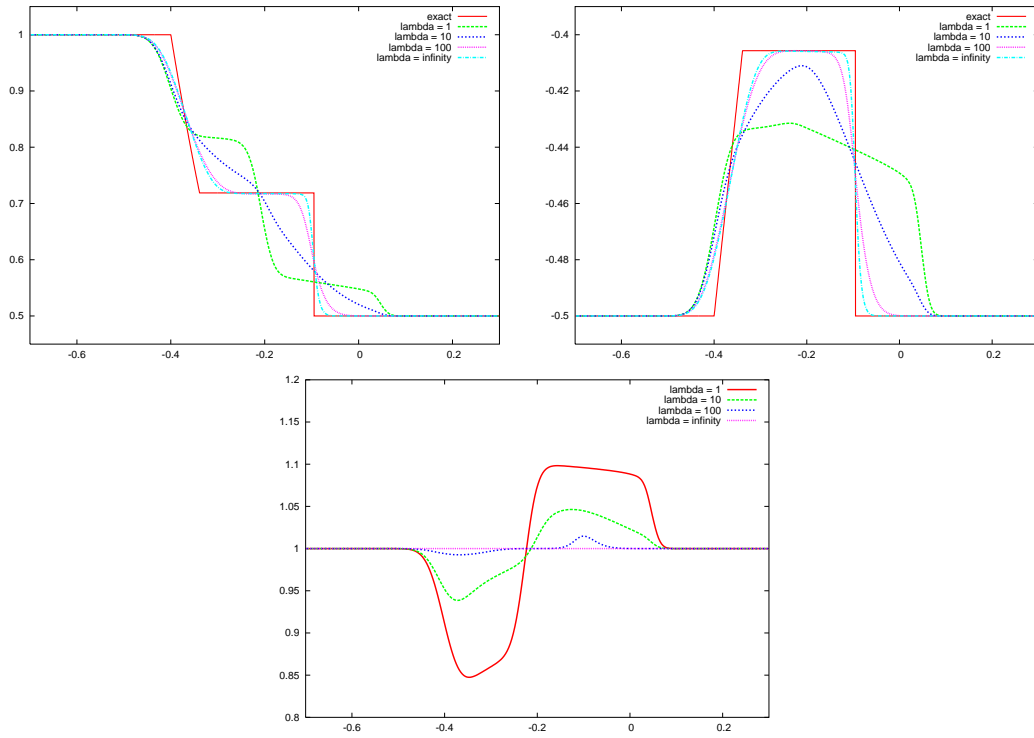 exact
lambda = 1
lambda = 10
lambda = 100
lambda = infinity
1
0.9
0.8
0.7
0.6
0.5
-0.6
-0.4
-0.2
0
0.2
exact
lambda = 1
lambda = 10
lambda = 100
lambda = infinity
-0.4
-0.42
-0.44
-0.46
-0.48
-0.5
-0.6
-0.4
-0.2
0
0.2
lambda = 1
lambda = 10
lambda = 100
lambda = infinity
1.2
1.15
1.10
1.05
1
0.95
0.9
0.85
0.8
-0.6
-0.4
-0.2
0
0.2